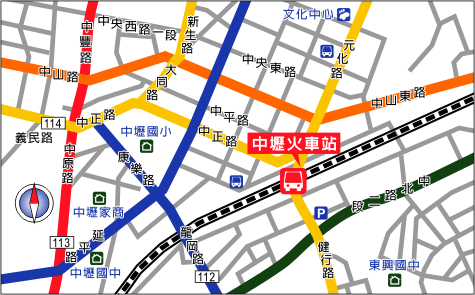 文化中心
中央西路一段
新生路
中豐路
元化路
中央東路
中山路
大同路
中山東路
114
中正路
中平路
義民路
中壢國小
中正路
中壢火車站
中原路
康樂路
中北路二段
中壢家商
P
延平路
龍岡路
健行路
113
中壢國中
112
東興國中